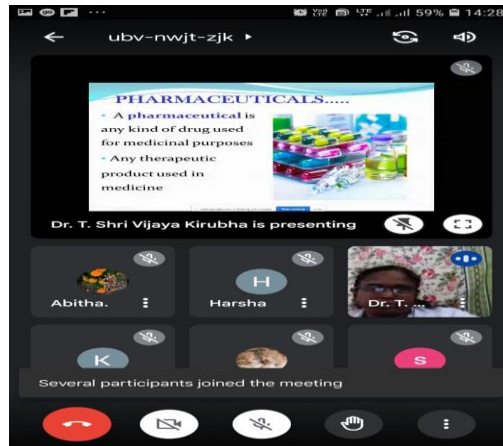 59% 14:28
ubv-nwjt-zjk
PHARMACEUTICALS.....
• A pharmaceutical is
any kind of drug used
for medicinal purposes
• Any therapeutic
product used in
medicine
Dr. T. Shri Vijaya Kirubha is presenting
Abitha.
H
Harsha
Dr. T. ...
K
S
Several participants joined the meeting